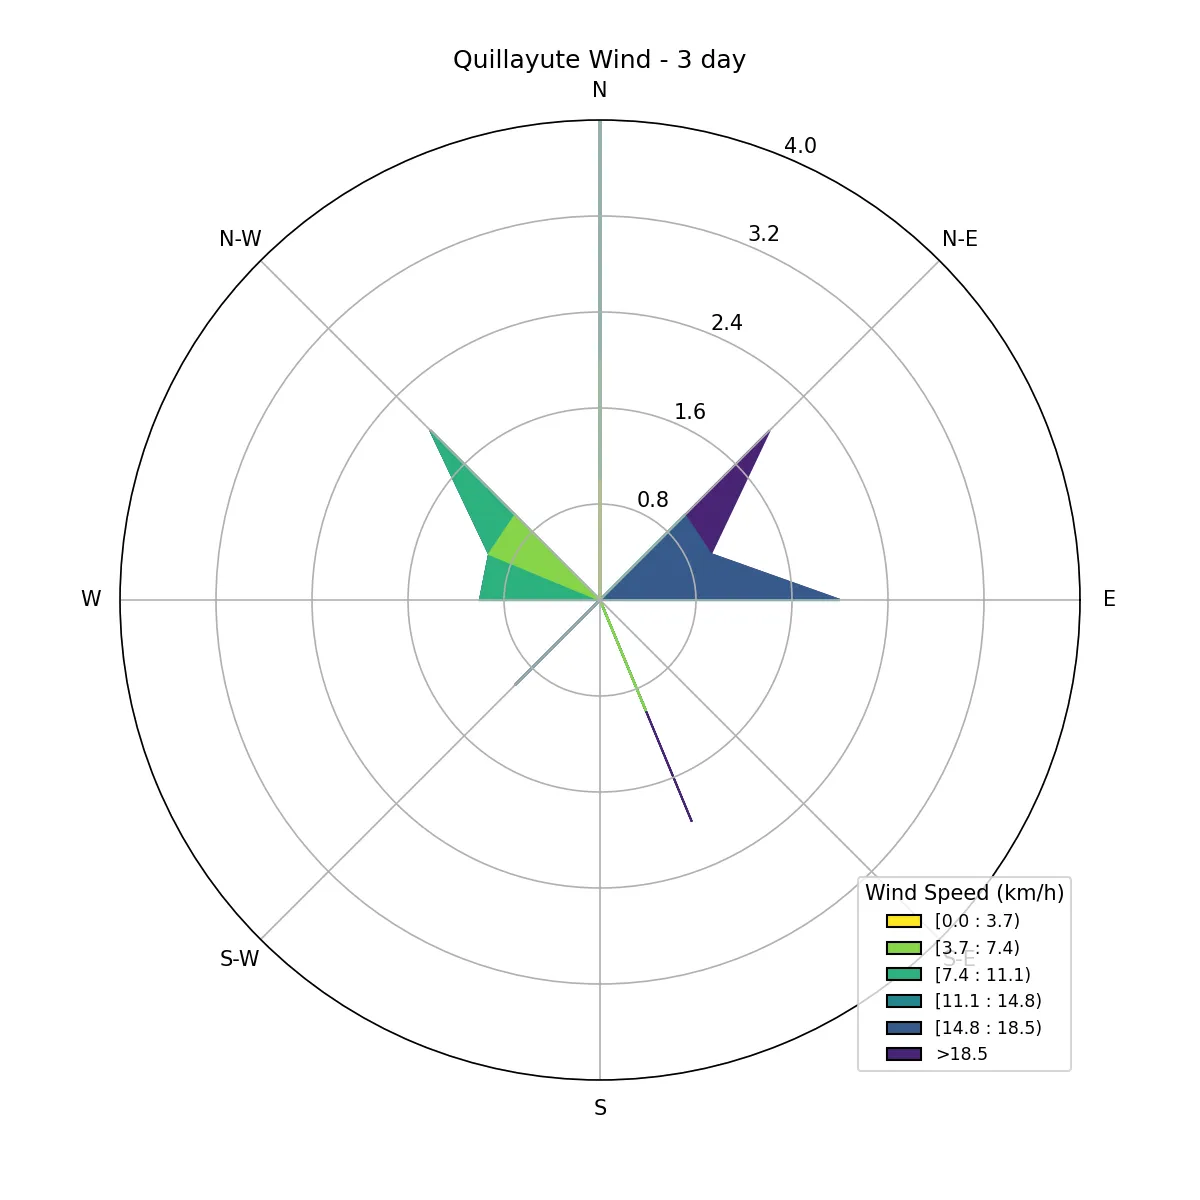 Quillayute Wind - 3 day
N
4.0
N-W
3.2
N-E
2.4
1.6
0.8
W
E
Wind Speed (km/h)
[0.0 : 3.7)
[3.7 : 7.4)
S-W
S-E
[7.4 : 11.1)
[11.1 : 14.8)
[14.8 : 18.5)
>18.5
S